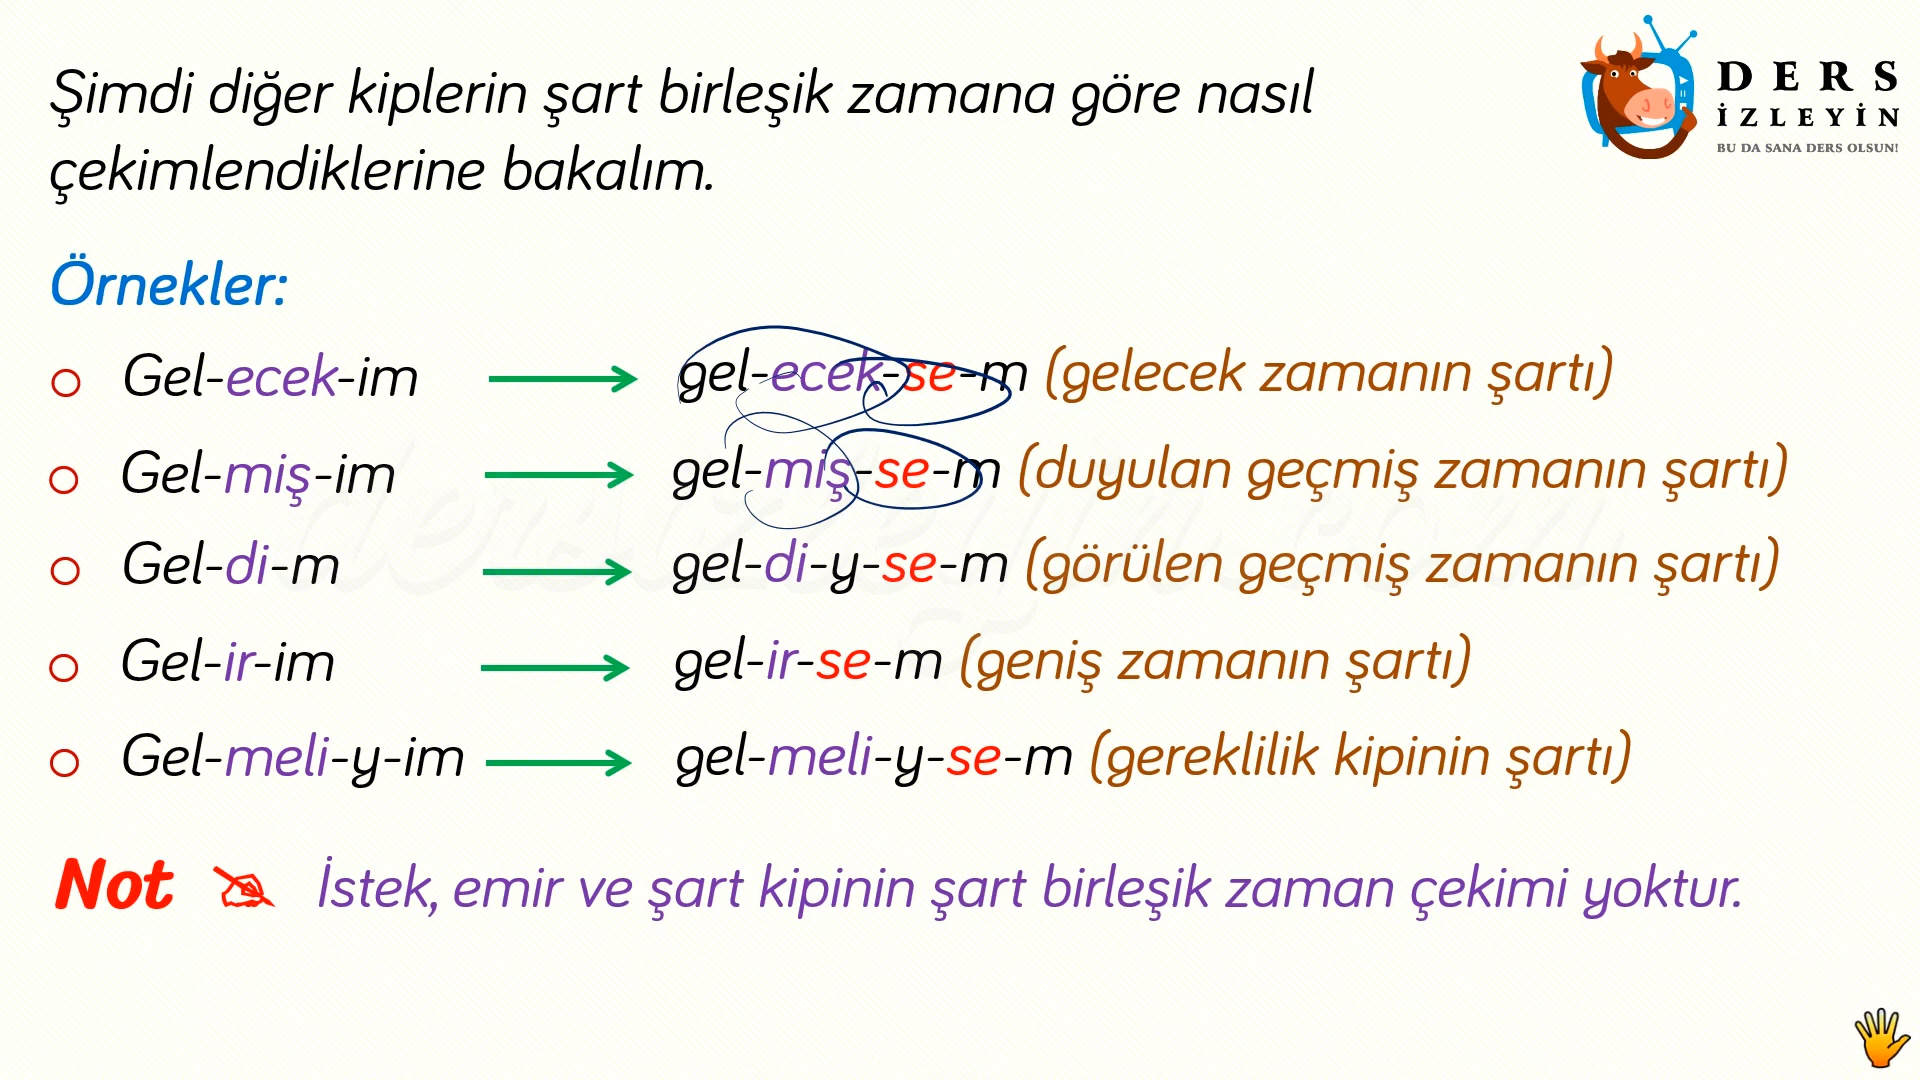 Şimdi diğer kiplerin şart birleşik zamana göre nasıl
çekimlendiklerine bakalım.
DERS
İZLEYİN
BU DA SANA DERS OLSUN!
Örnekler:
Gel-ecek-im gel-ecek-se-m (gelecek zamanın şartı)
Gel-miş-im gel-miş-se-m (duyulan geçmiş zamanın şartı)
Gel-di-m gel-di-y-se-m (görülen geçmiş zamanın şartı)
Gel-ir-im gel-ir-se-m (geniş zamanın şartı)
Gel-meli-y-im gel-meli-y-se-m (gereklilik kipinin şartı)
Not İstek, emir ve şart kipinin şart birleşik zaman çekimi yoktur.
dersizleyin.com